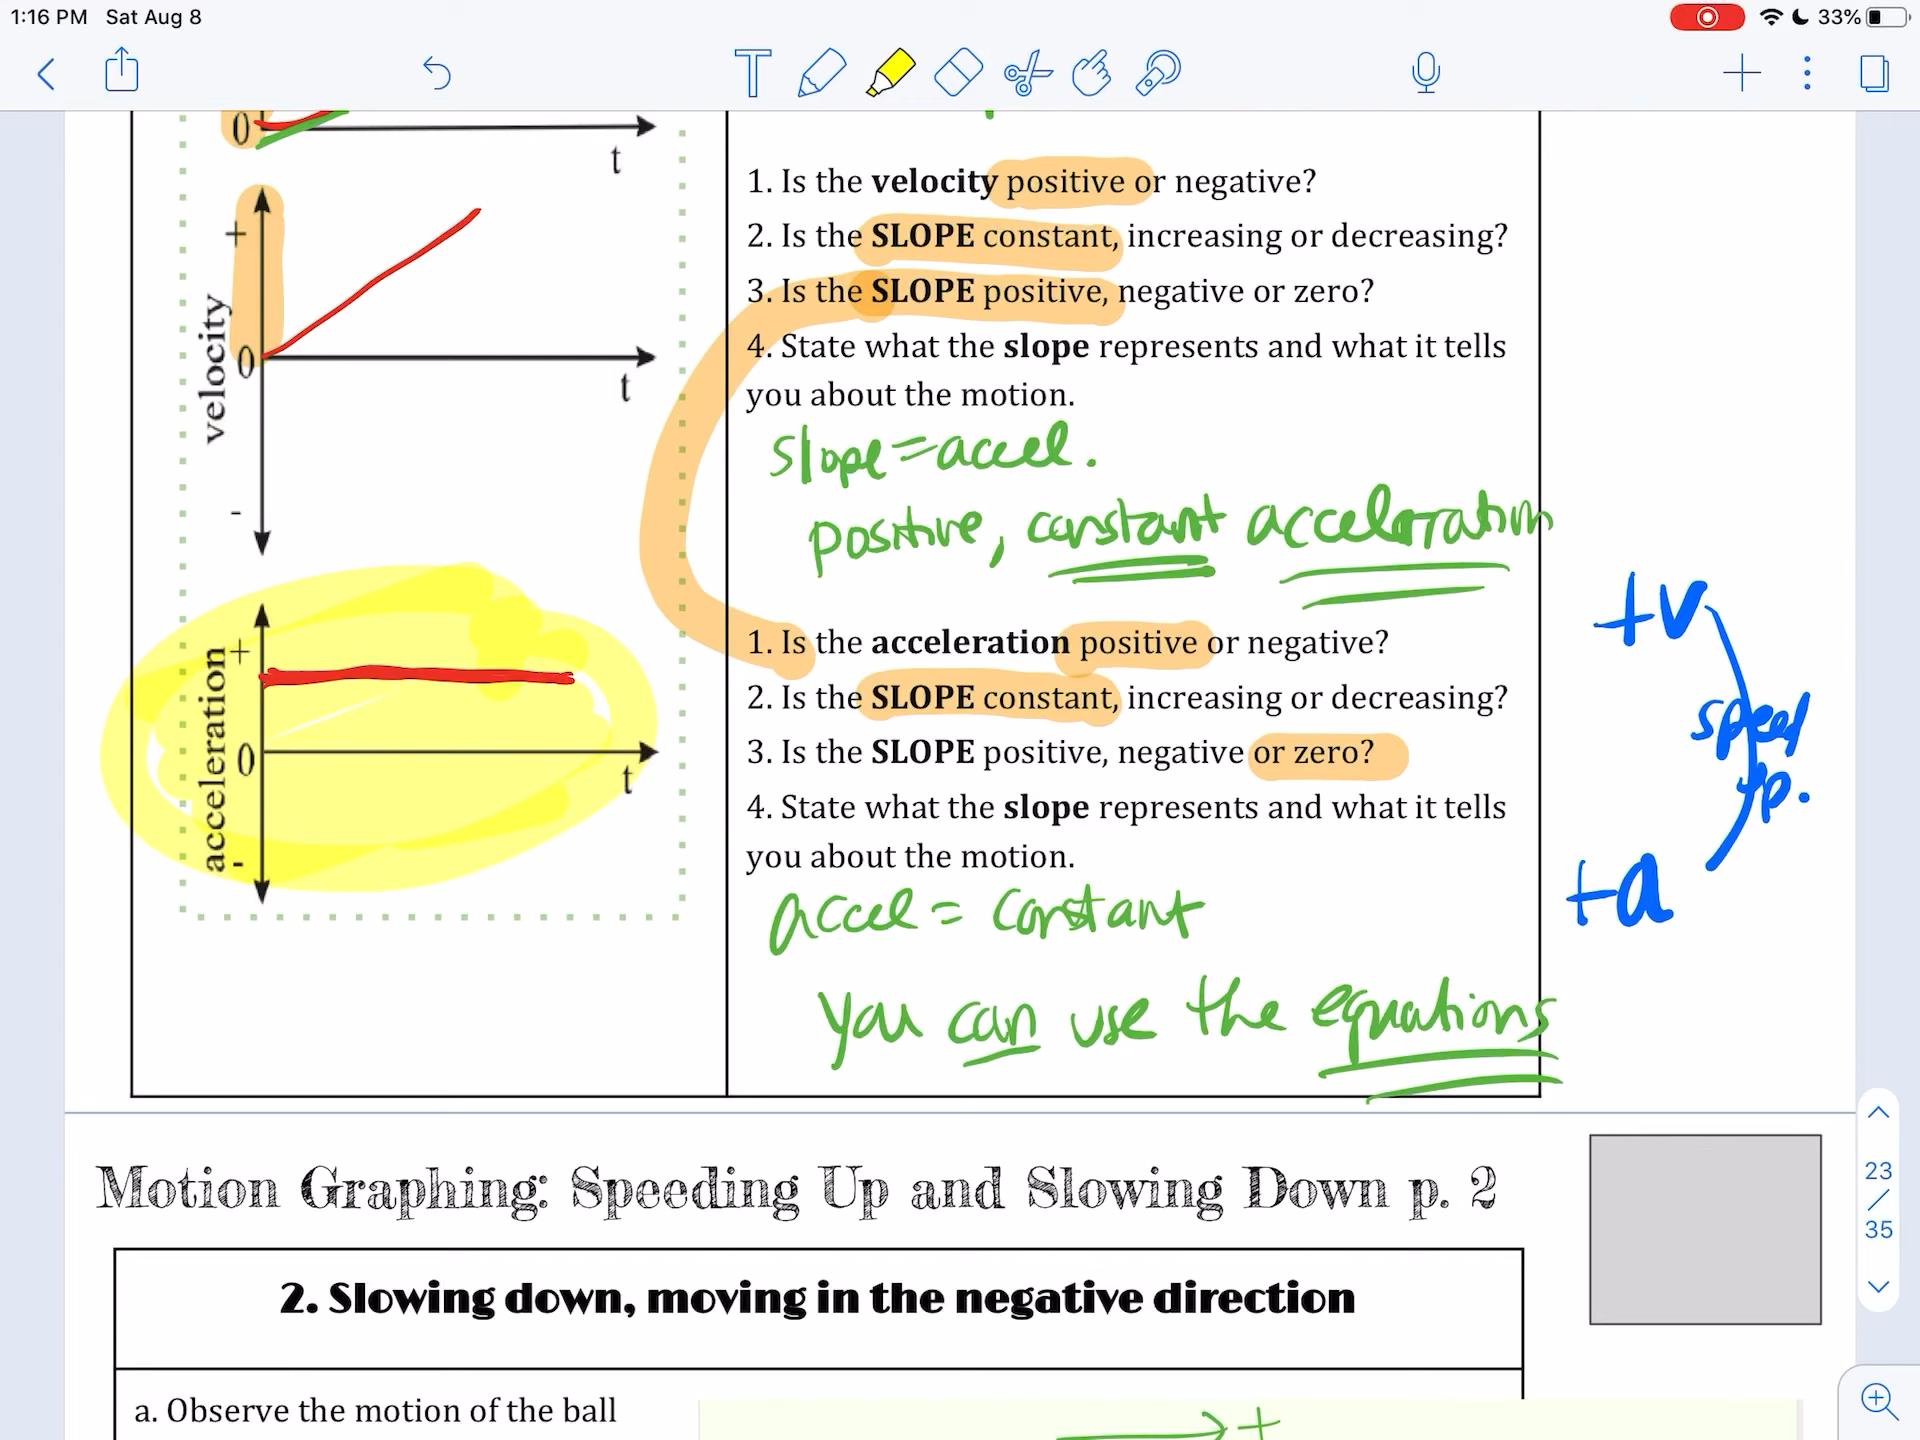 1:16 PM Sat Aug 8
33%
T
0
t
1. Is the velocity positive or negative?
2. Is the SLOPE constant, increasing or decreasing?
3. Is the SLOPE positive, negative or zero?
4. State what the slope represents and what it tells
you about the motion.
slope = accel.
positive, constant acceleration
velocity
+
0
-
t
1. Is the acceleration positive or negative?
2. Is the SLOPE constant, increasing or decreasing?
3. Is the SLOPE positive, negative or zero?
4. State what the slope represents and what it tells
you about the motion.
accel = constant
you can use the equations
acceleration
+
0
-
t
+v
speed
up.
+a
Motion Graphing: Speeding Up and Slowing Down p. 2
2. Slowing down, moving in the negative direction
a. Observe the motion of the ball
+
23
/
35